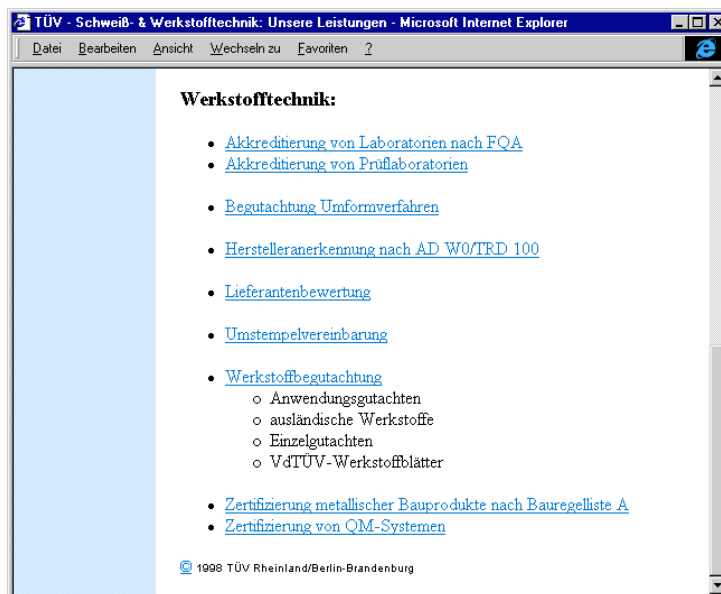 TÜV - Schweiß- & Werkstofftechnik: Unsere Leistungen - Microsoft Internet Explorer
Datei Bearbeiten Ansicht Wechseln zu Favoriten ?
Werkstofftechnik:
Akkreditierung von Laboratorien nach FQA
Akkreditierung von Prüflaboratorien
Begutachtung Umformverfahren
Herstelleranerkennung nach AD W0/TRD 100
Lieferantenbewertung
Umstempelvereinbarung
Werkstoffbegutachtung
Anwendungsgutachten
ausländische Werkstoffe
Einzelgutachten
VdTÜV-Werkstoffblätter
Zertifizierung metallischer Bauprodukte nach Bauregelliste A
Zertifizierung von QM-Systemen
© 1998 TÜV Rheinland/Berlin-Brandenburg